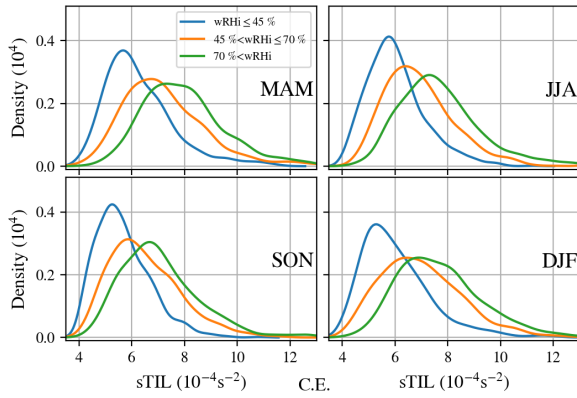 wRHi ≤ 45 %
45 %<wRHi≤70 %
70 %<wRHi
Density (10⁴)
0.4
0.2
0.0
MAM
JJA
Density (10⁴)
0.4
0.2
0.0
SON
DJF
4 6 8 10 12
4 6 8 10 12
sTIL (10⁻⁴s⁻²)
C.E.
sTIL (10⁻⁴s⁻²)